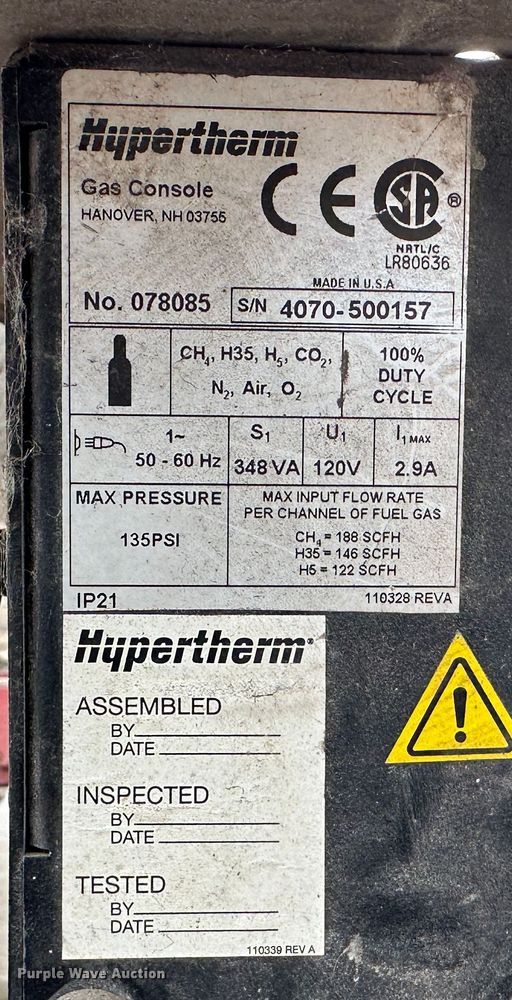 Hypertherm
Gas Console
HANOVER, NH 03755
CE SA ®
NRTL/C
LR80636
MADE IN U.S.A
No. 078085 S/N 4070-500157
CH₄, H35, H₅, CO₂,
N₂, Air, O₂
100%
DUTY
CYCLE
1~
50 - 60 Hz
S₁
348 VA
U₁
120V
I₁ MAX
2.9A
MAX PRESSURE
135PSI
MAX INPUT FLOW RATE
PER CHANNEL OF FUEL GAS
CH₄ = 188 SCFH
H35 = 146 SCFH
H5 = 122 SCFH
IP21
110328 REVA
Hypertherm®
ASSEMBLED
BY
DATE
INSPECTED
BY
DATE
TESTED
BY
DATE
110339 REV A
!
Purple Wave Auction